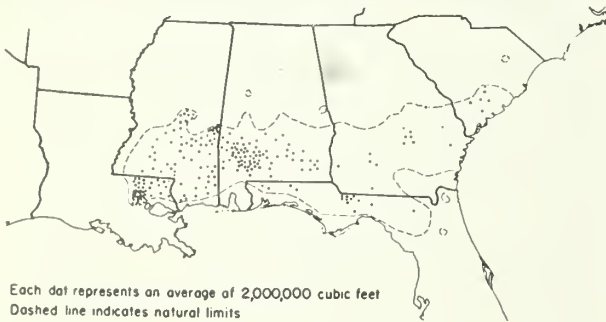 Each dot represents an average of 2,000,000 cubic feet
Dashed line indicates natural limits